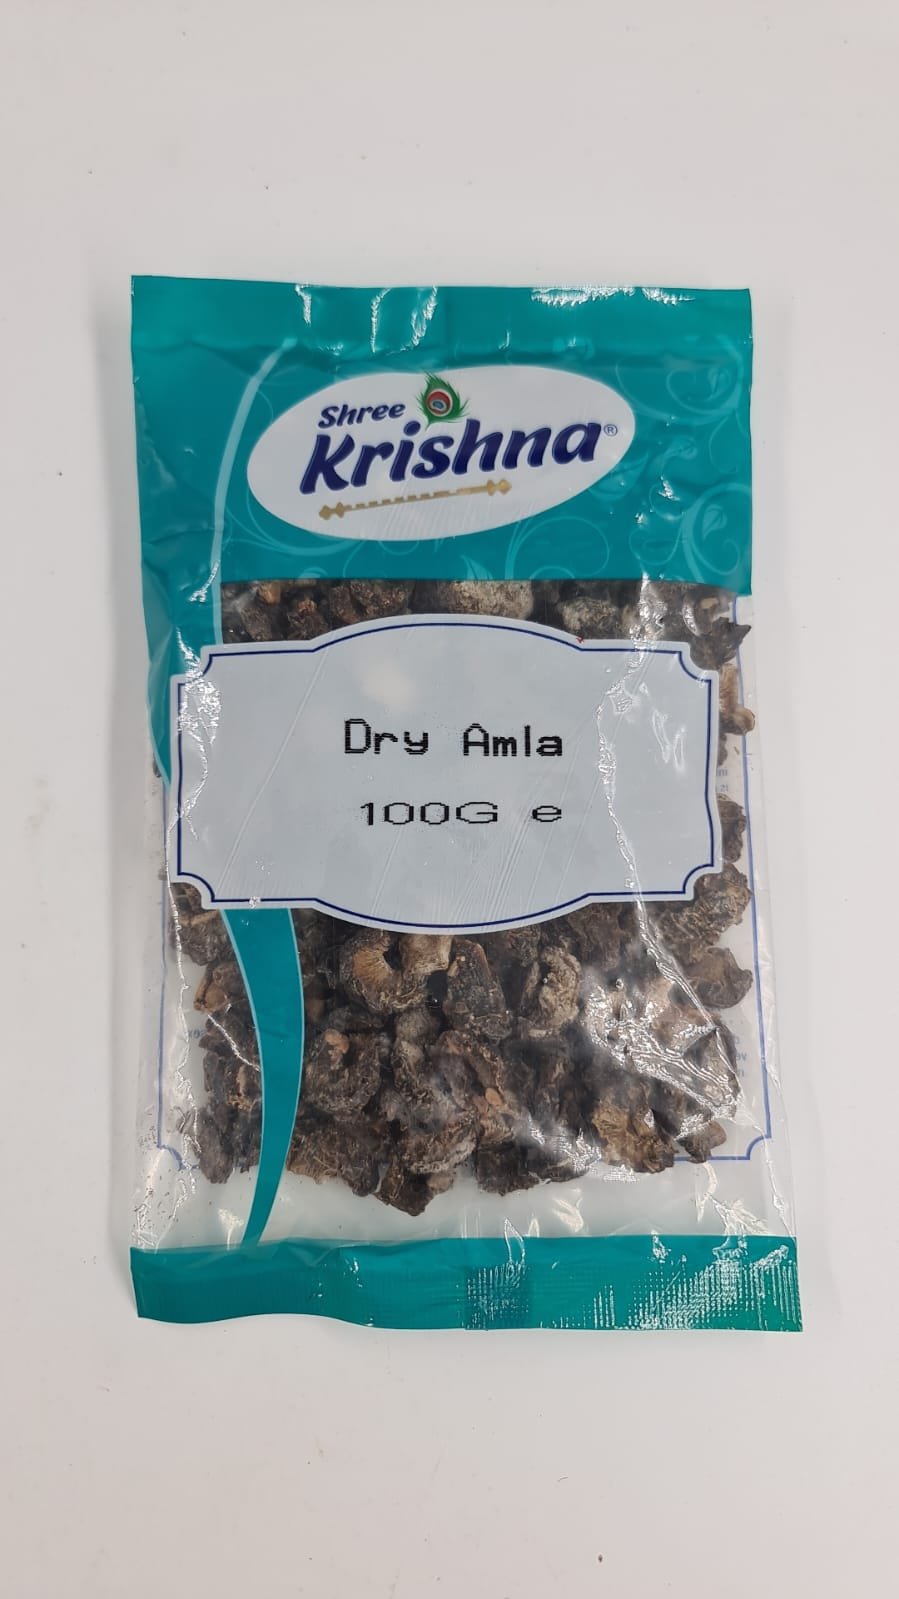 Shree
Krishna®
Dry Amla
100G e